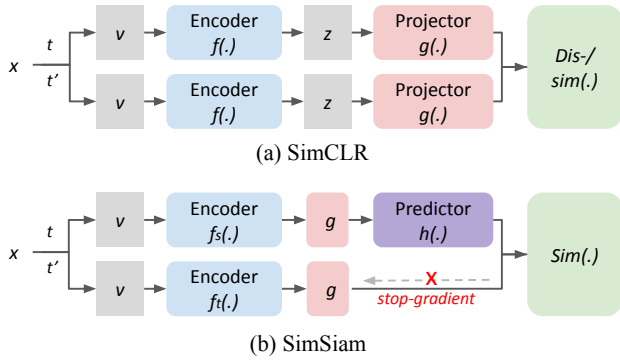 t
v
Encoder
f(.)
z
Projector
g(.)
x
t'
v
Encoder
f(.)
z
Projector
g(.)
Dis-/
sim(.)
(a) SimCLR
t
v
Encoder
fs(.)
g
Predictor
h(.)
x
t'
v
Encoder
ft(.)
g
X
stop-gradient
Sim(.)
(b) SimSiam